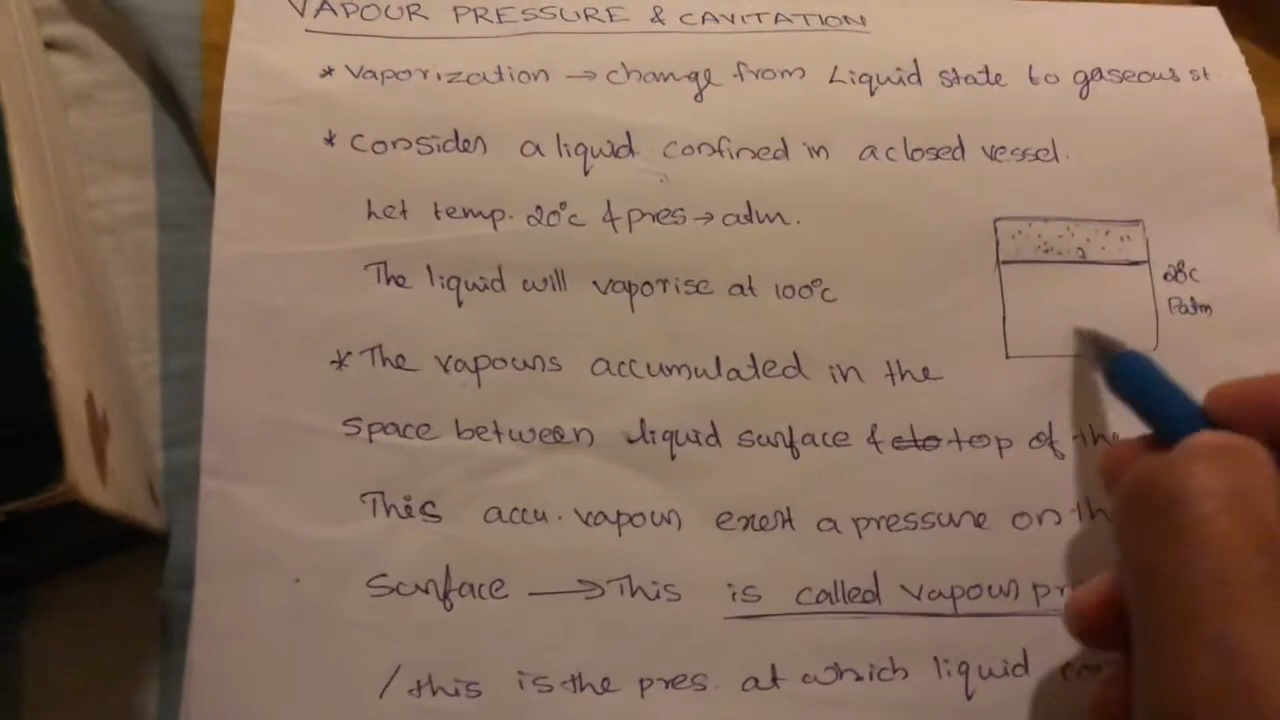 VAPOUR PRESSURE & CAVITATION
* Vaporization → change from Liquid state to gaseous st
* Consider a liquid confined in a closed vessel.
Let temp. 20°c & pres → atm.
The liquid will vaporise at 100°c
20°c
Patm
* The vapours accumulated in the
space between liquid surface & top of the
This accu. vapour exert a pressure on th
Surface → This is called vapour pr
/ this is the pres. at which liquid